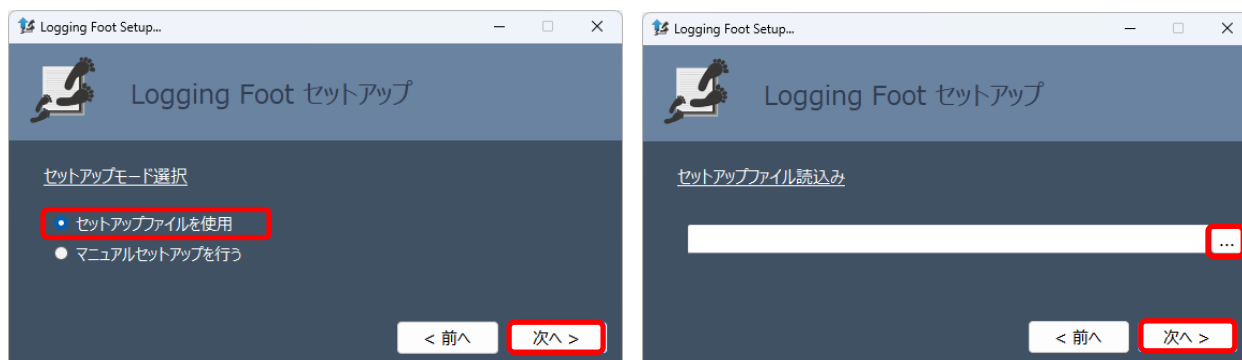 Logging Foot Setup...
Logging Foot セットアップ
セットアップモード選択
セットアップファイルを使用
マニュアルセットアップを行う
< 前へ
次へ >
Logging Foot Setup...
Logging Foot セットアップ
セットアップファイル読込み
...
< 前へ
次へ >